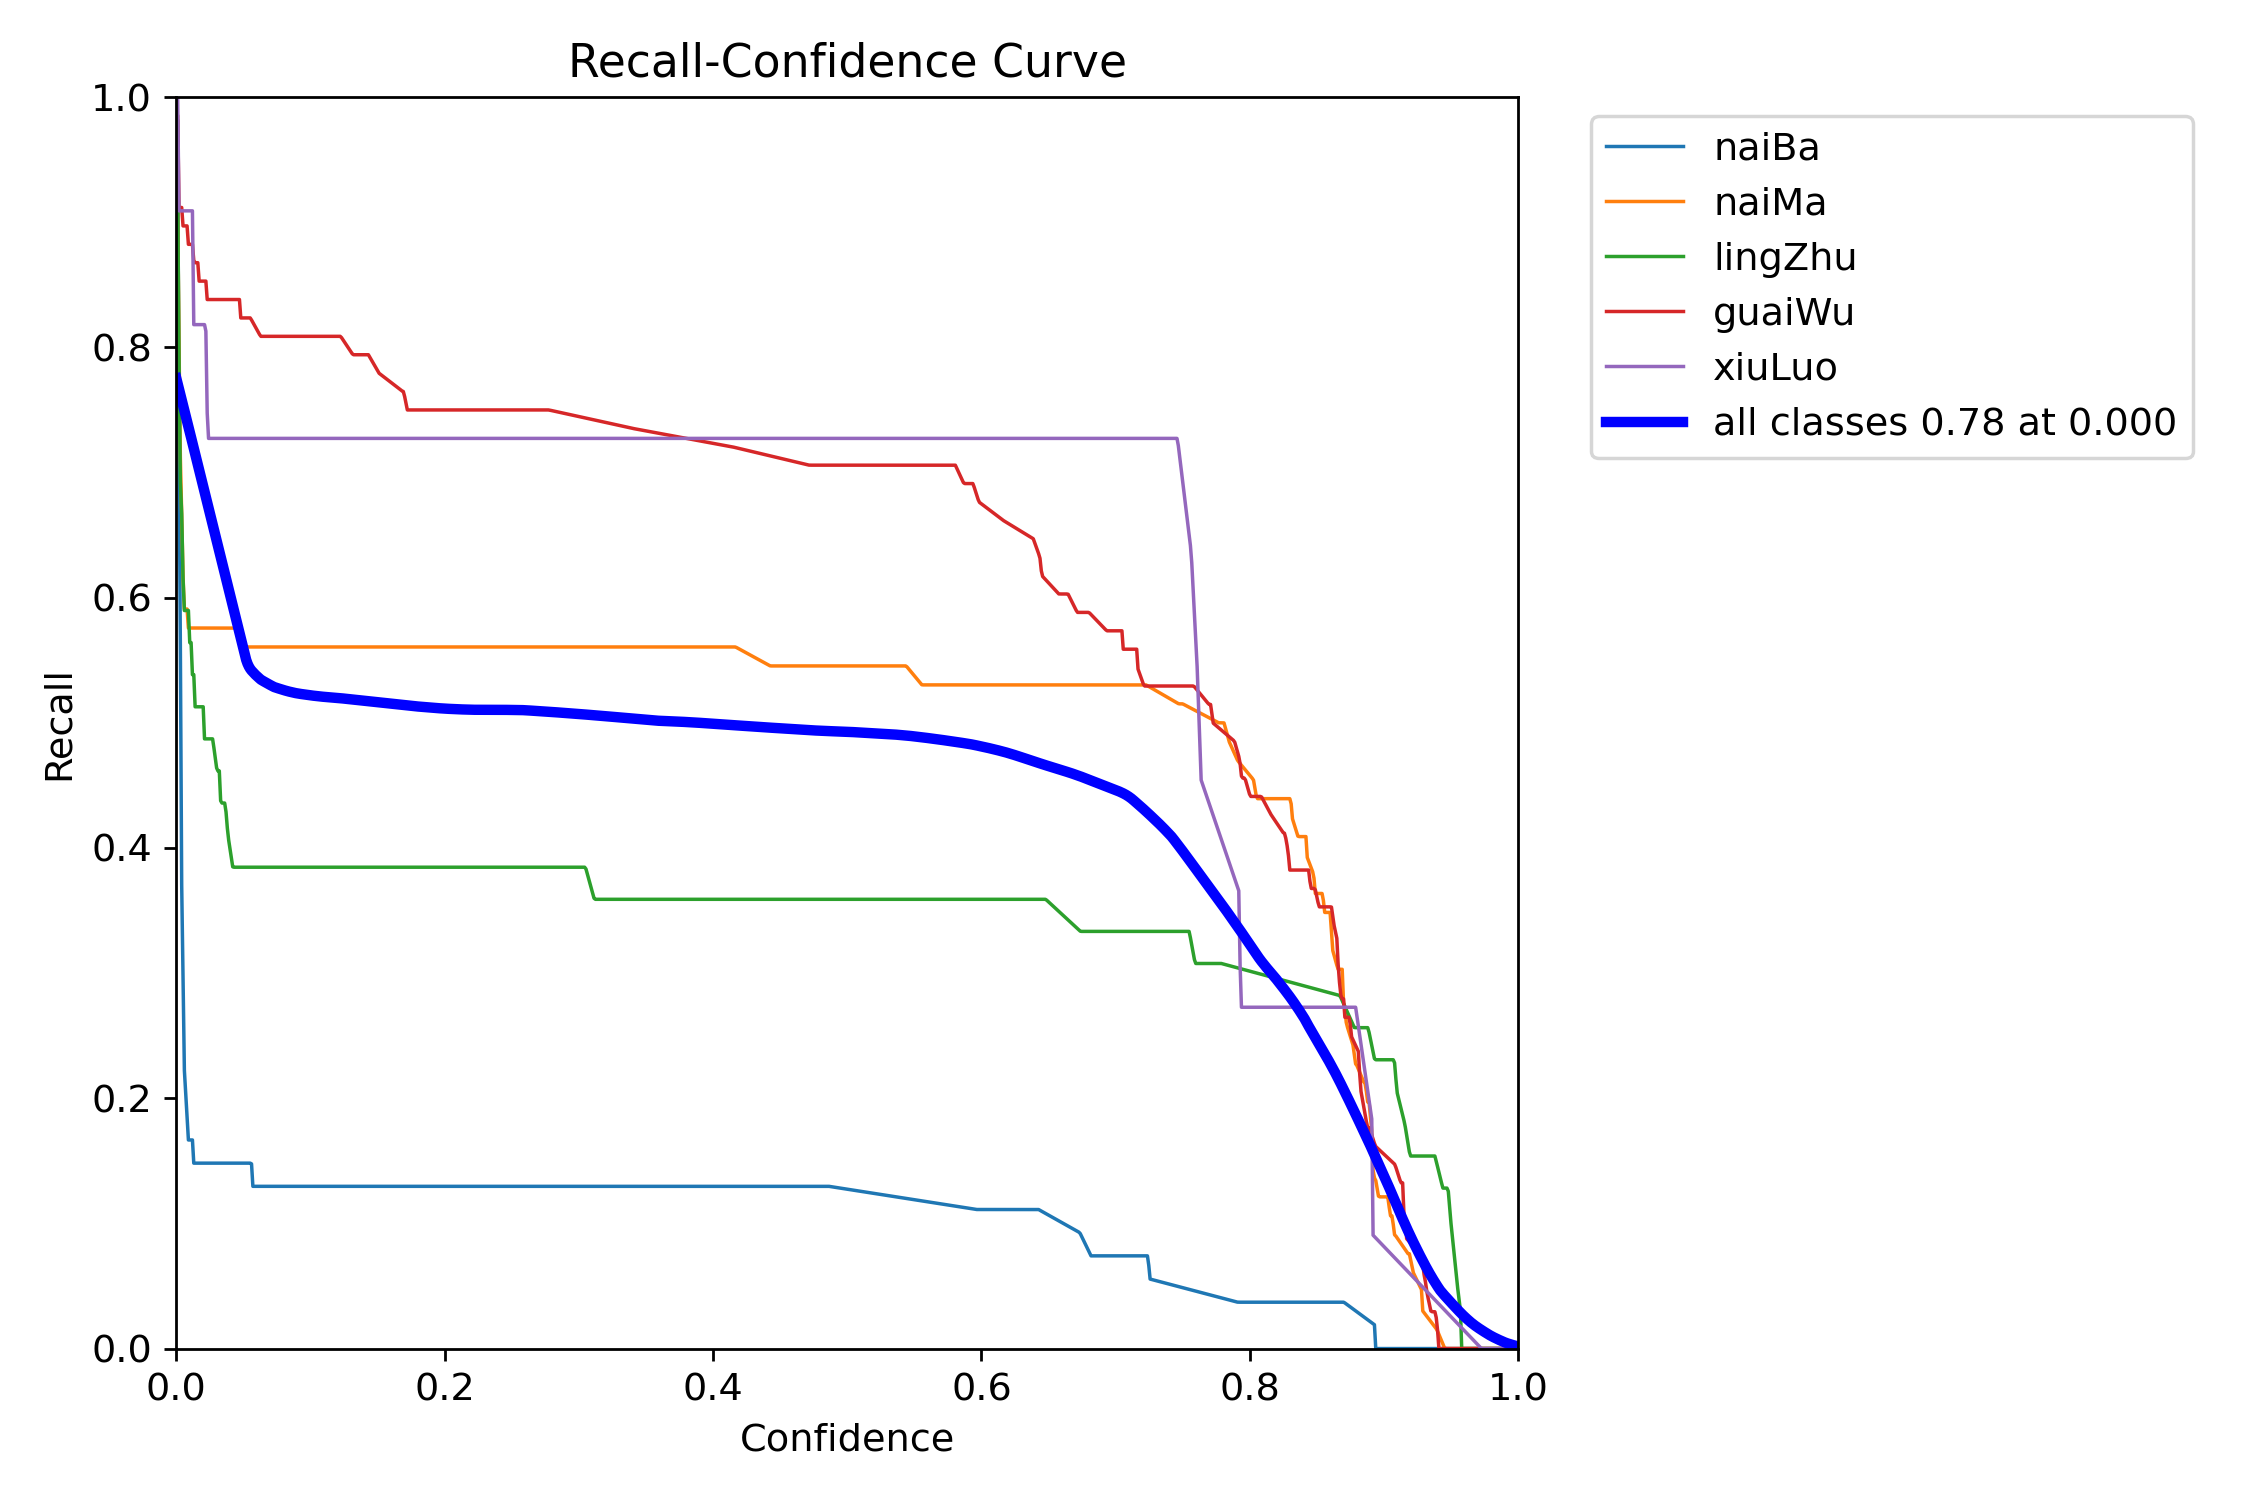 Recall-Confidence Curve
1.0
0.8
0.6
0.4
0.2
0.0
Recall
0.0 0.2 0.4 0.6 0.8 1.0
Confidence
naiBa
naiMa
lingZhu
guaiWu
xiuLuo
all classes 0.78 at 0.000